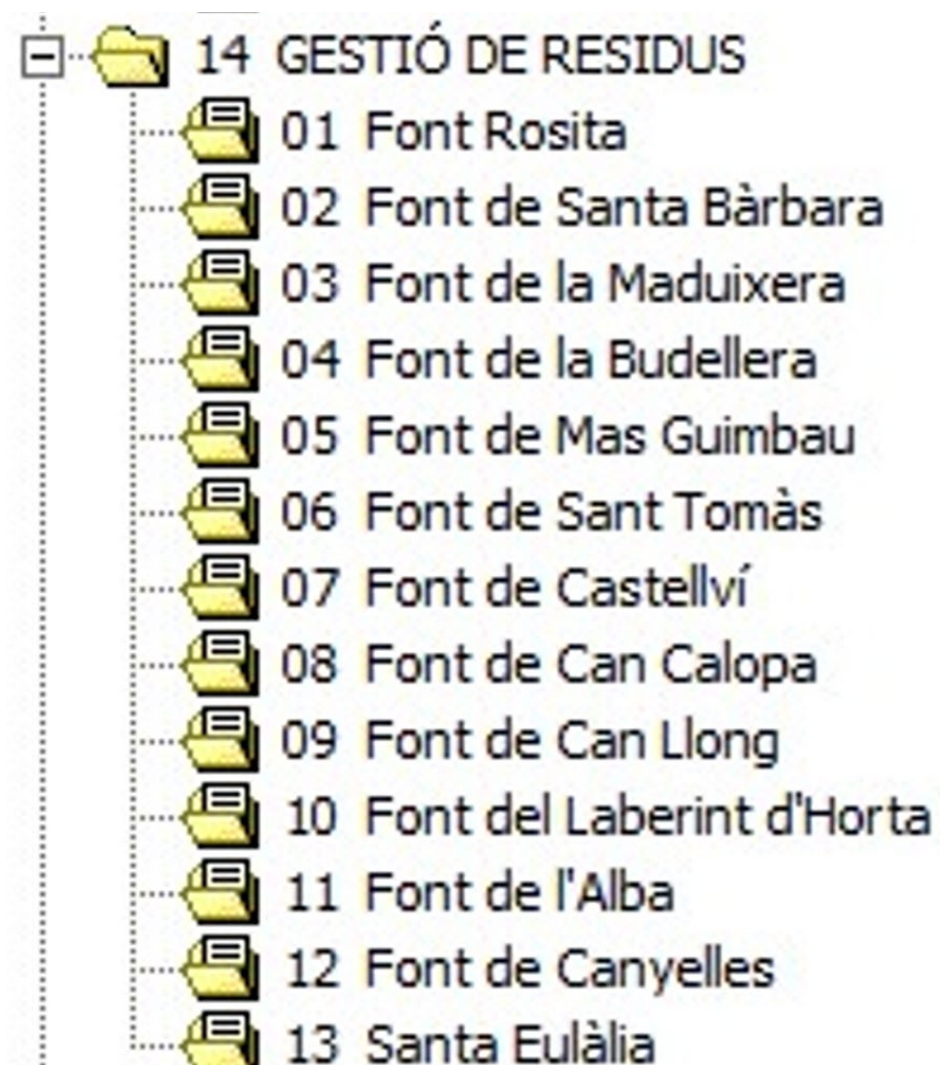 14 GESTIÓ DE RESIDUS
01 Font Rosita
02 Font de Santa Bàrbara
03 Font de la Maduixera
04 Font de la Budellera
05 Font de Mas Guimbau
06 Font de Sant Tomàs
07 Font de Castellví
08 Font de Can Calopa
09 Font de Can Llong
10 Font del Laberint d'Horta
11 Font de l'Alba
12 Font de Canyelles
13 Santa Eulàlia